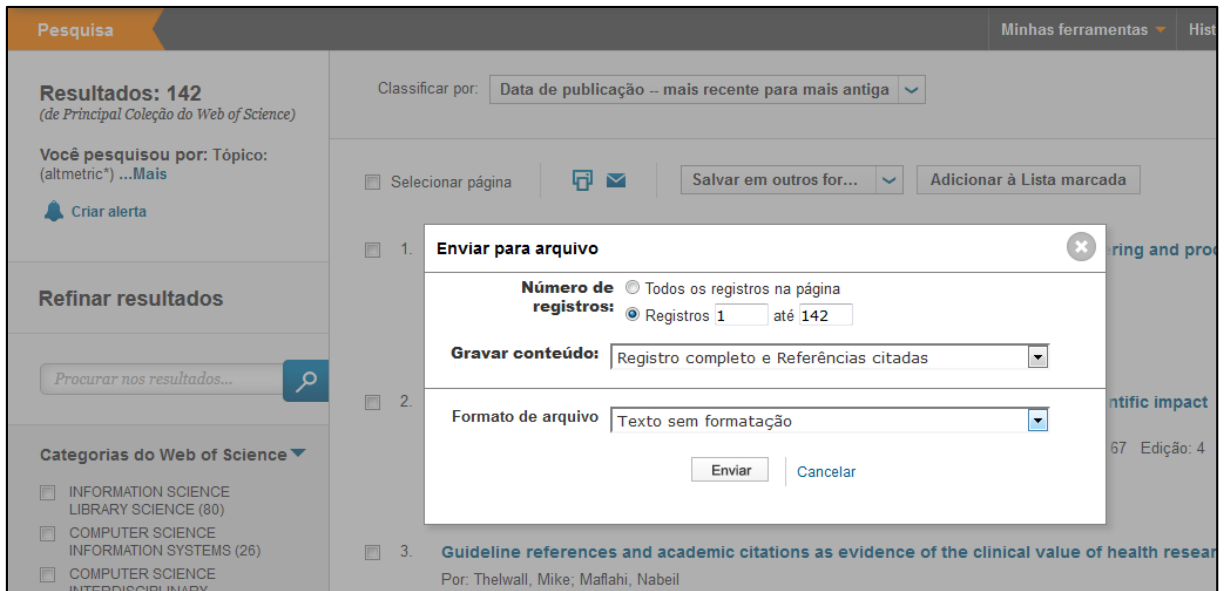 Pesquisa
Minhas ferramentas
Hist
Resultados: 142
(de Principal Coleção do Web of Science)
Você pesquisou por: Tópico:
(altmetric*) ...Mais
Criar alerta
Refinar resultados
Procurar nos resultados...
Categorias do Web of Science
INFORMATION SCIENCE
LIBRARY SCIENCE (80)
COMPUTER SCIENCE
INFORMATION SYSTEMS (26)
COMPUTER SCIENCE
INTERDISCIPLINARY
Classificar por: Data de publicação -- mais recente para mais antiga
Selecionar página
Salvar em outros for...
Adicionar à Lista marcada
1.
ring and proc
Enviar para arquivo
Número de registros:
Todos os registros na página
Registros 1 até 142
Gravar conteúdo: Registro completo e Referências citadas
Formato de arquivo Texto sem formatação
Enviar
Cancelar
2.
ntific impact
67 Edição: 4
3. Guideline references and academic citations as evidence of the clinical value of health resear
Por: Thelwall, Mike; Maflahi, Nabeil